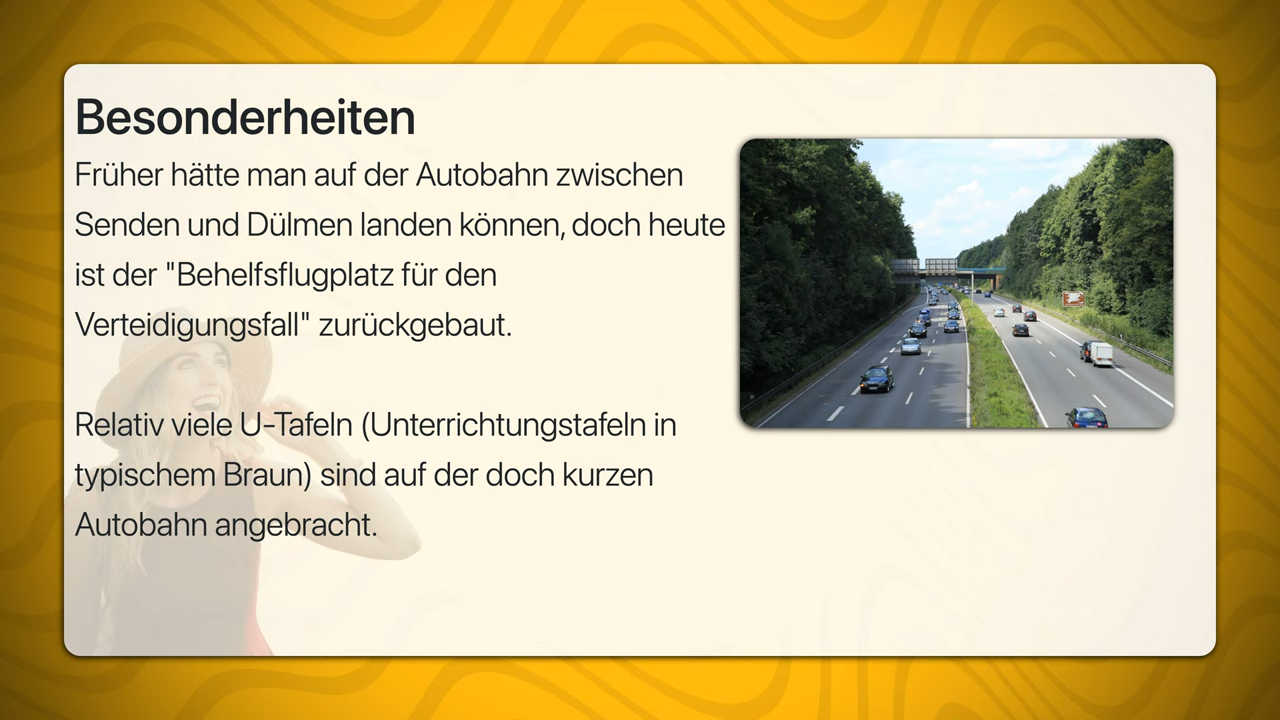 Besonderheiten
Früher hätte man auf der Autobahn zwischen
Senden und Dülmen landen können, doch heute
ist der "Behelfsflugplatz für den
Verteidigungsfall" zurückgebaut.
Relativ viele U-Tafeln (Unterrichtungstafeln in
typischem Braun) sind auf der doch kurzen
Autobahn angebracht.